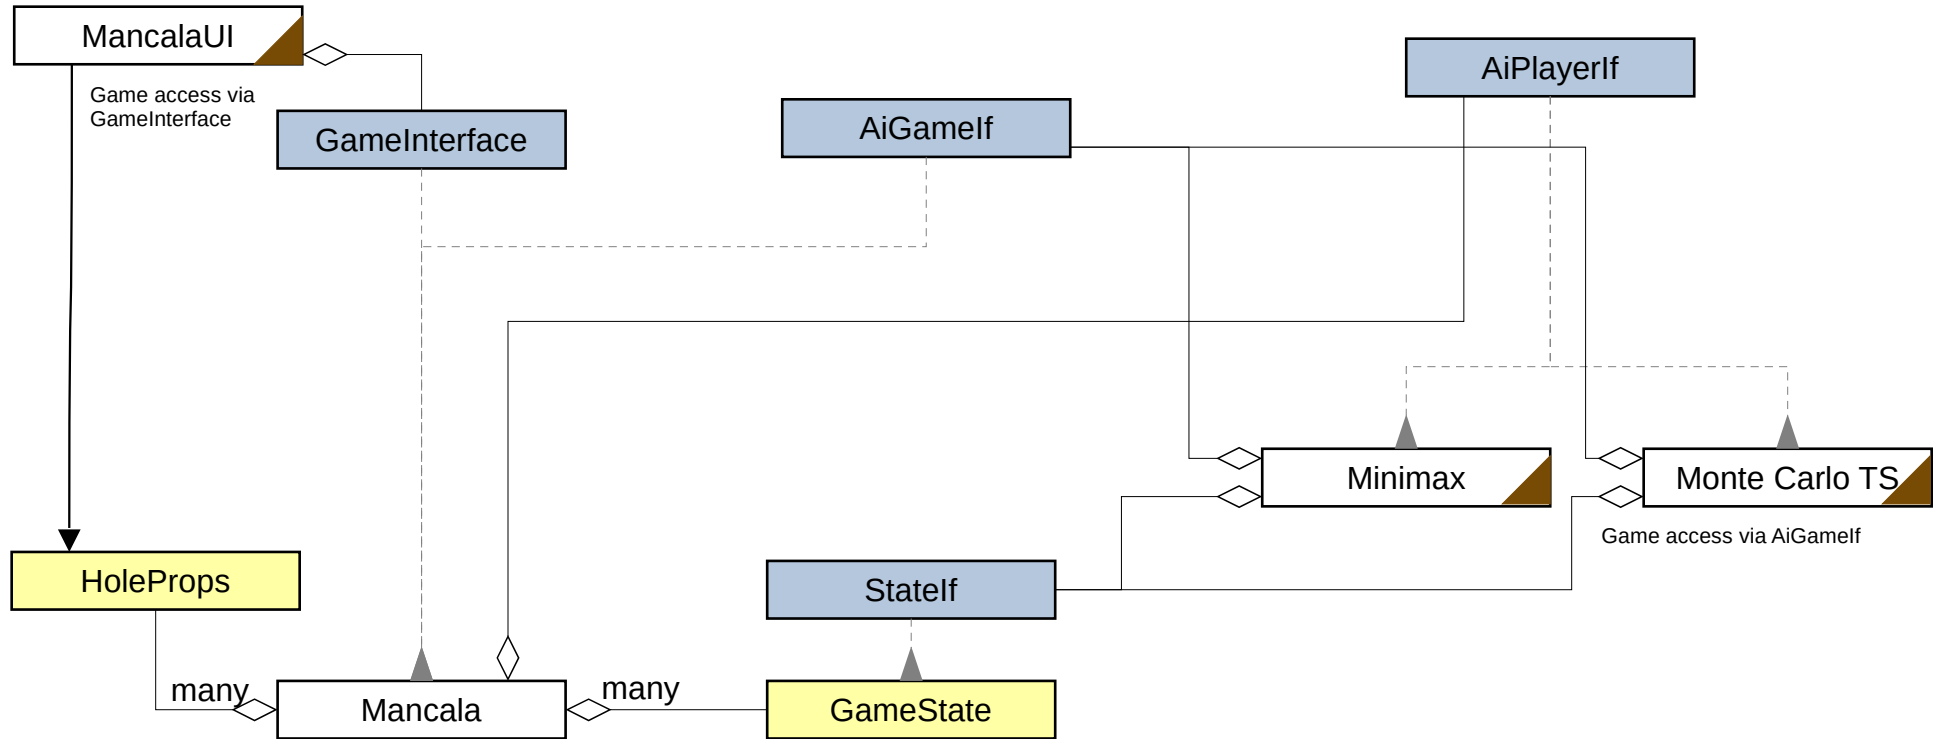 MancalaUI
Game access via
GameInterface
GameInterface
AiGameIf
AiPlayerIf
Minimax
Monte Carlo TS
Game access via AiGameIf
HoleProps
StateIf
many
Mancala
many
GameState